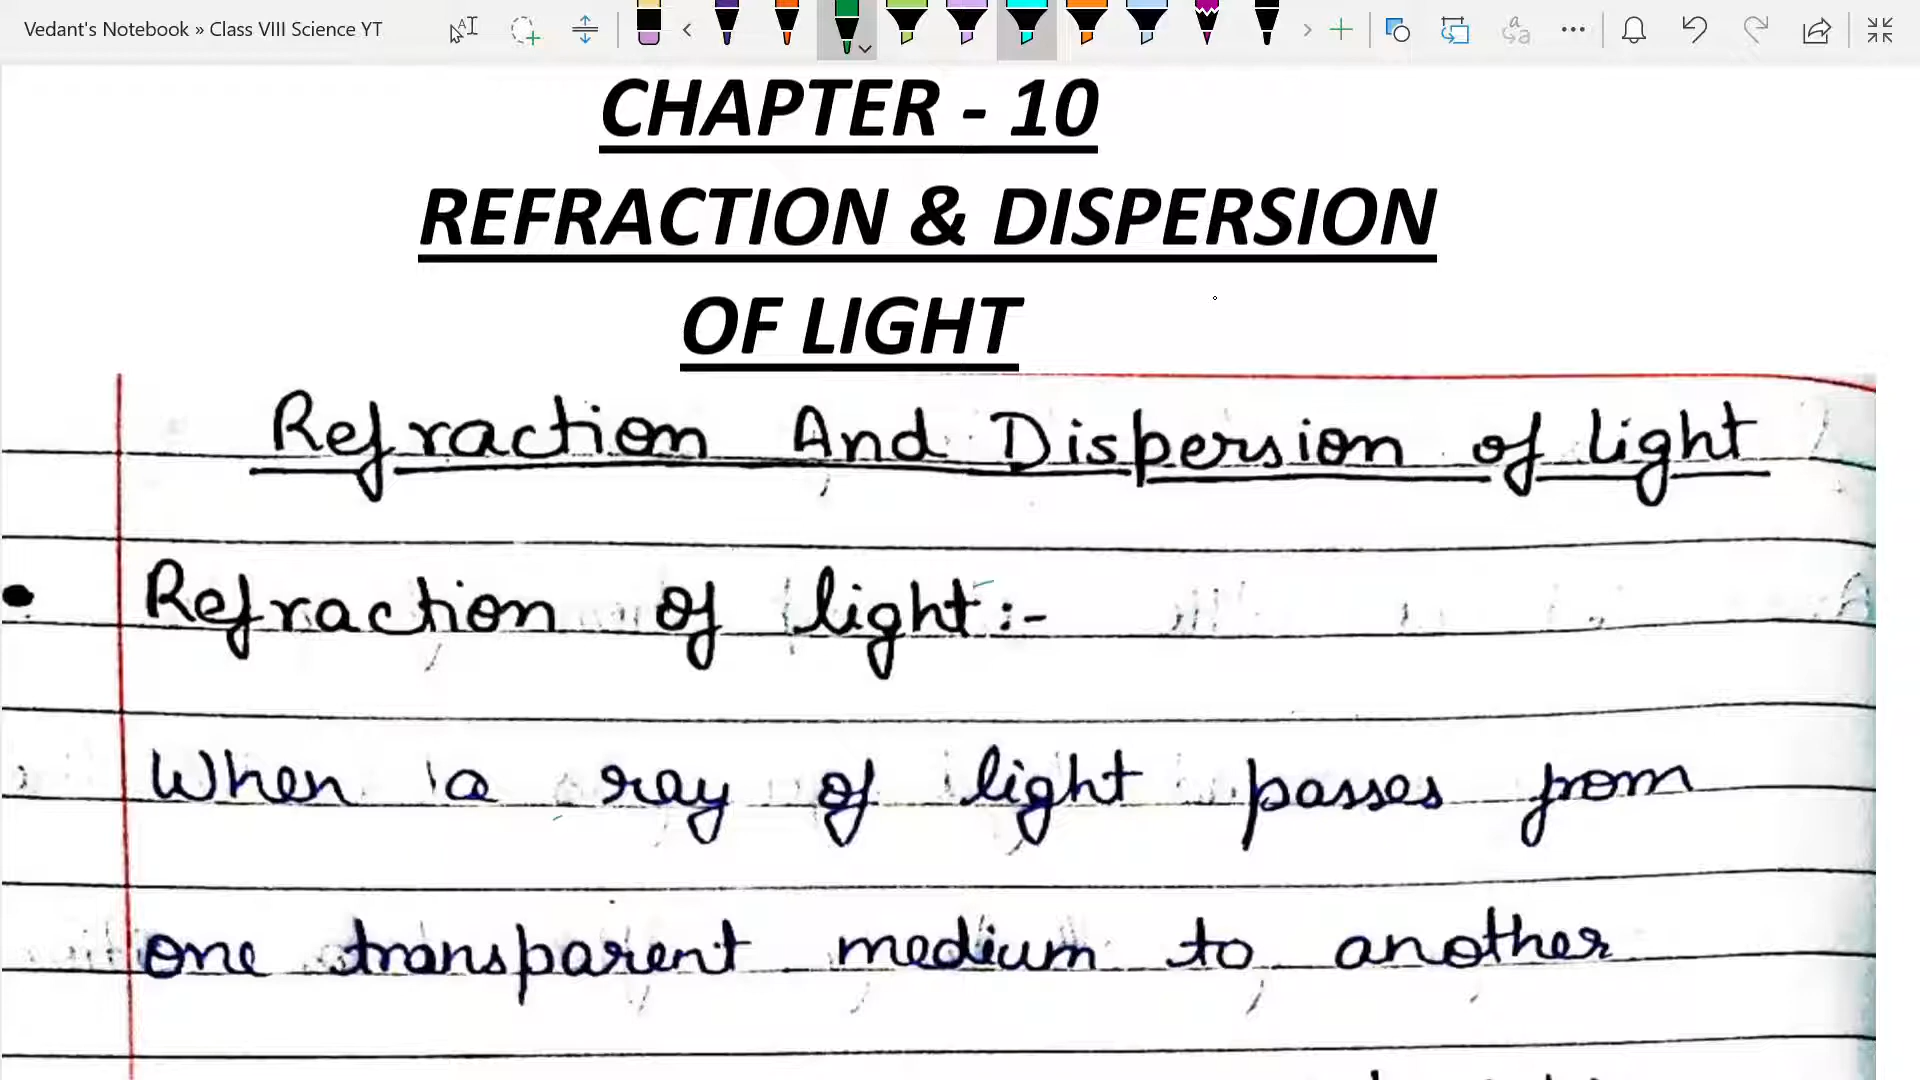 Vedant's Notebook » Class VIII Science YT
CHAPTER - 10
REFRACTION & DISPERSION
OF LIGHT
Refraction And Dispersion of light
• Refraction of light:-
When a ray of light passes from
one transparent medium to another